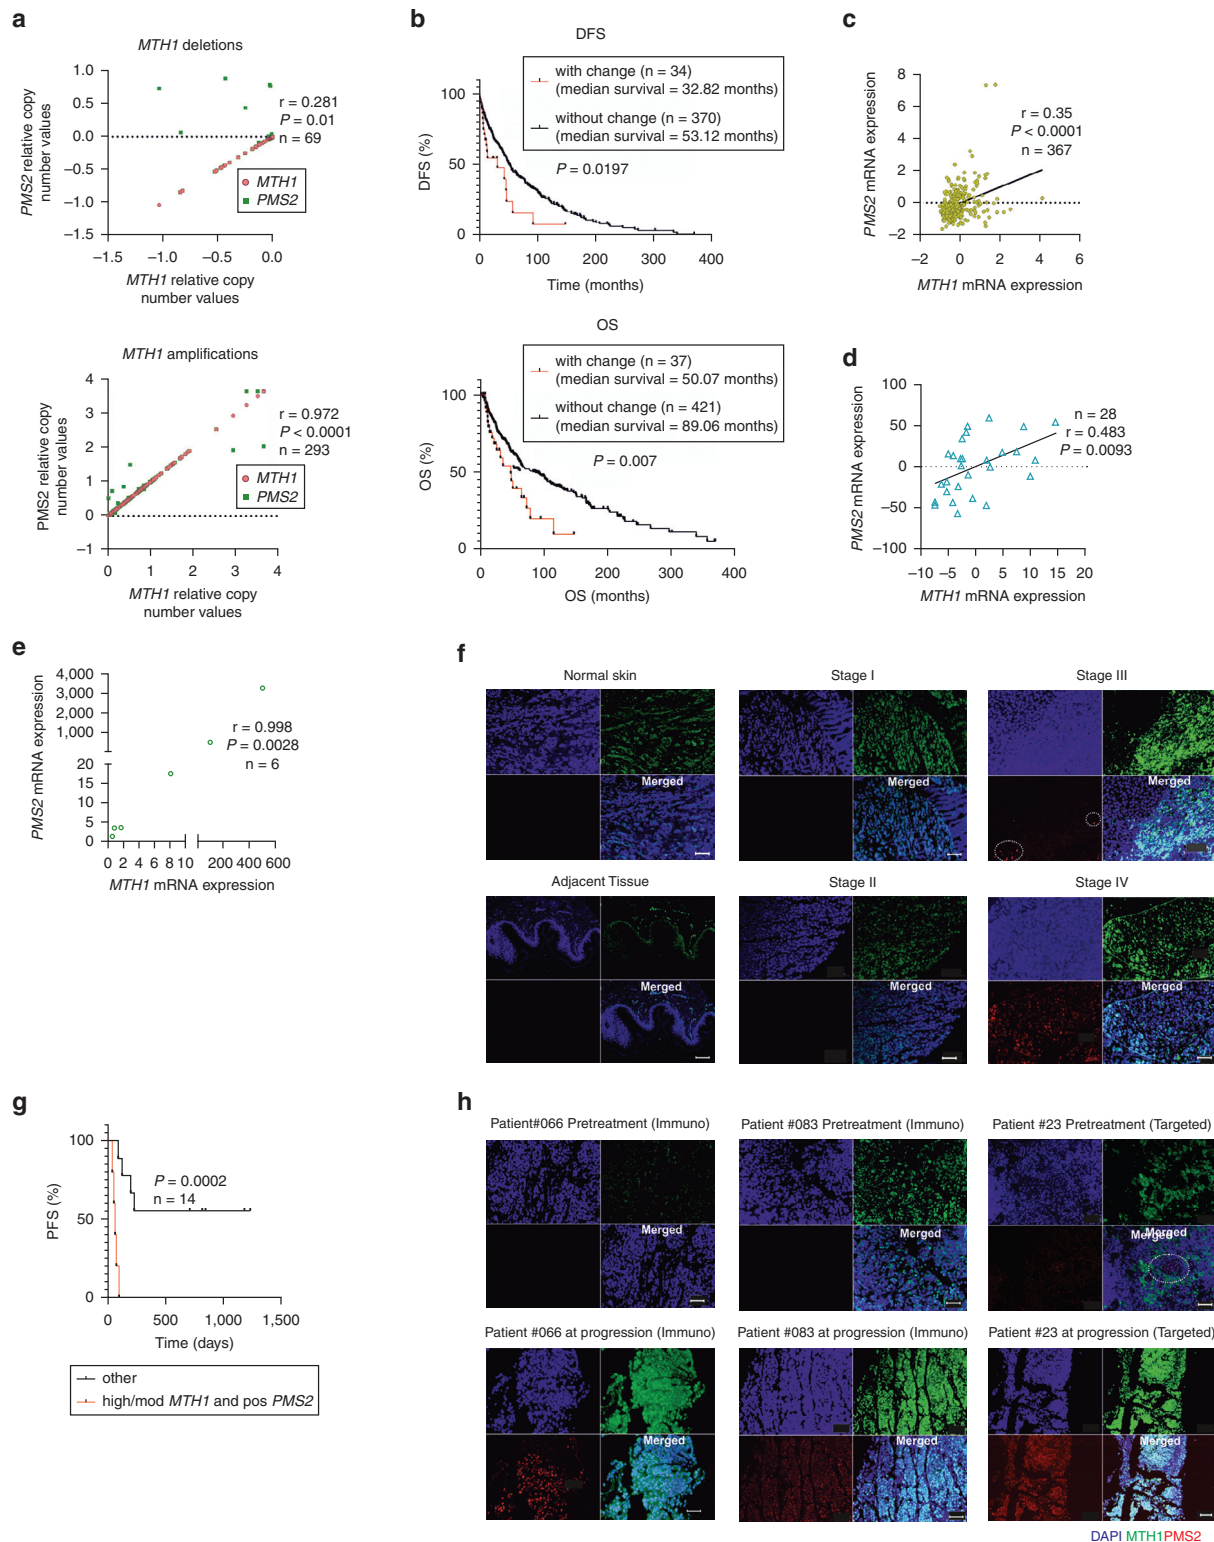 a
MTH1 deletions
1.0
0.5
0.0
−0.5
−1.0
−1.5
PMS2 relative copy
number values
r = 0.281
P = 0.01
n = 69
MTH1
PMS2
−1.5
−1.0
−0.5
0.0
MTH1 relative copy
number values
MTH1 amplifications
4
3
2
1
0
−1
PMS2 relative copy
number values
r = 0.972
P < 0.0001
n = 293
MTH1
PMS2
0
1
2
3
4
MTH1 relative copy
number values
b
DFS
with change (n = 34)
(median survival = 32.82 months)
without change (n = 370)
(median survival = 53.12 months)
P = 0.0197
100
50
0
DFS (%)
0
100
200
300
400
Time (months)
OS
with change (n = 37)
(median survival = 50.07 months)
without change (n = 421)
(median survival = 89.06 months)
P = 0.007
100
50
0
OS (%)
0
100
200
300
400
OS (months)
c
8
6
4
2
0
−2
PMS2 mRNA expression
r = 0.35
P < 0.0001
n = 367
−2
0
2
4
6
MTH1 mRNA expression
d
100
50
0
−50
−100
PMS2 mRNA expression
n = 28
r = 0.483
P = 0.0093
−10
−5
0
5
10
15
20
MTH1 mRNA expression
e
4,000
3,000
2,000
1,000
20
15
10
5
0
PMS2 mRNA expression
r = 0.998
P = 0.0028
n = 6
0
2
4
6
8
10
200
400
600
MTH1 mRNA expression
f
Normal skin
Merged
Stage I
Merged
Stage III
Merged
Adjacent Tissue
Merged
Stage II
Merged
Stage IV
Merged
g
100
50
0
PFS (%)
P = 0.0002
n = 14
0
500
1,000
1,500
Time (days)
other
high/mod MTH1 and pos PMS2
h
Patient#066 Pretreatment (Immuno)
Merged
Patient #083 Pretreatment (Immuno)
Merged
Patient #23 Pretreatment (Targeted)
Merged
Merged
Patient #066 at progression (Immuno)
Merged
Patient #083 at progression (Immuno)
Merged
Patient #23 at progression (Targeted)
Merged
DAPI MTH1PMS2